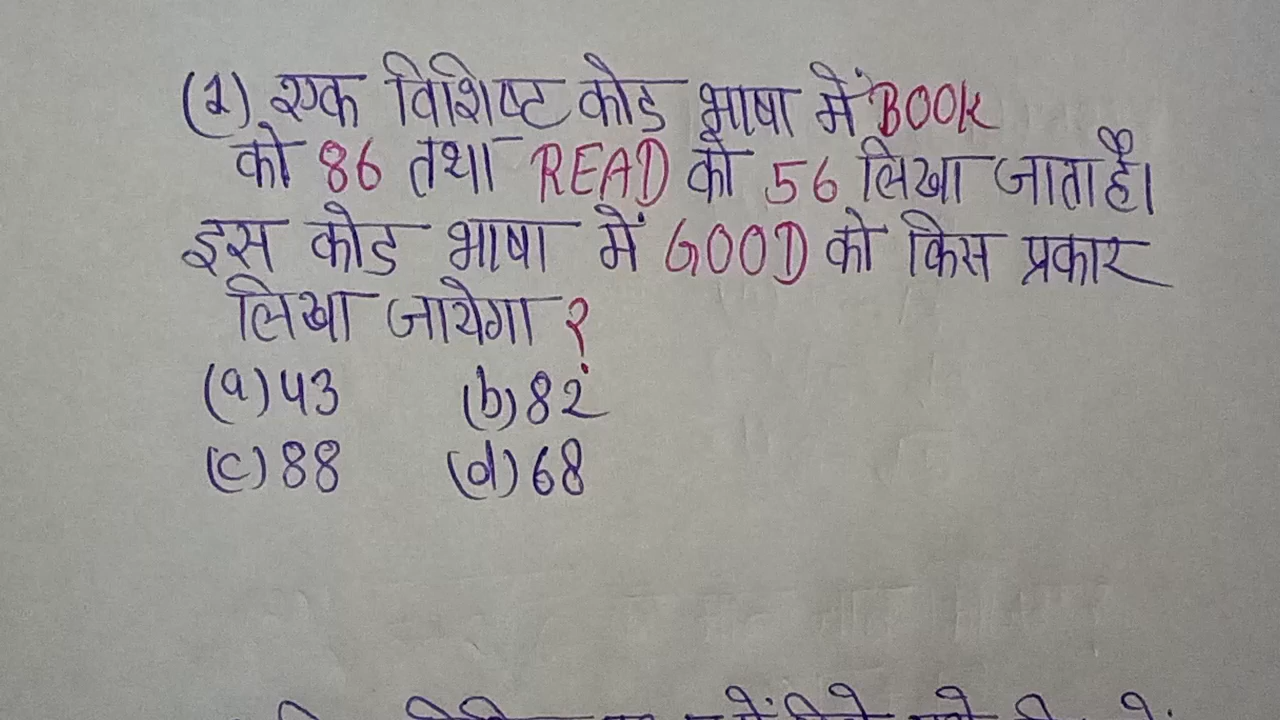 (1) एक विशिष्ट कोड भाषा में BOOK
को 86 तथा READ को 56 लिखा जाता है।
इस कोड भाषा में GOOD को किस प्रकार
लिखा जायेगा ?
(a) 43 (b) 82
(c) 88 (d) 68